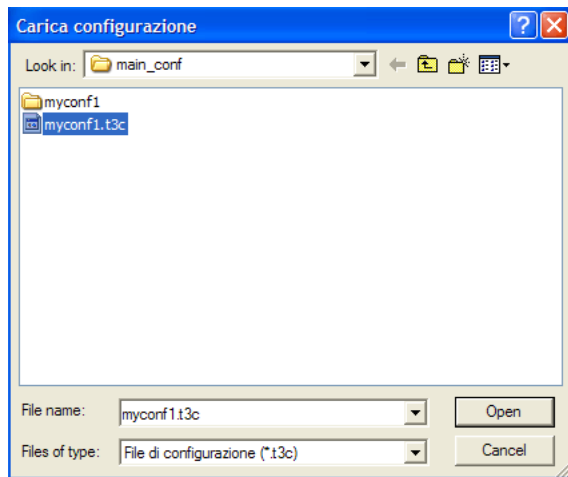 Carica configurazione
Look in: main_conf
myconf1
myconf1.t3c
File name: myconf1.t3c Open
Files of type: File di configurazione (*.t3c) Cancel